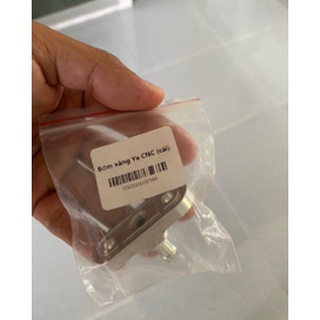 Bơm xăng Ya CNC (cái)